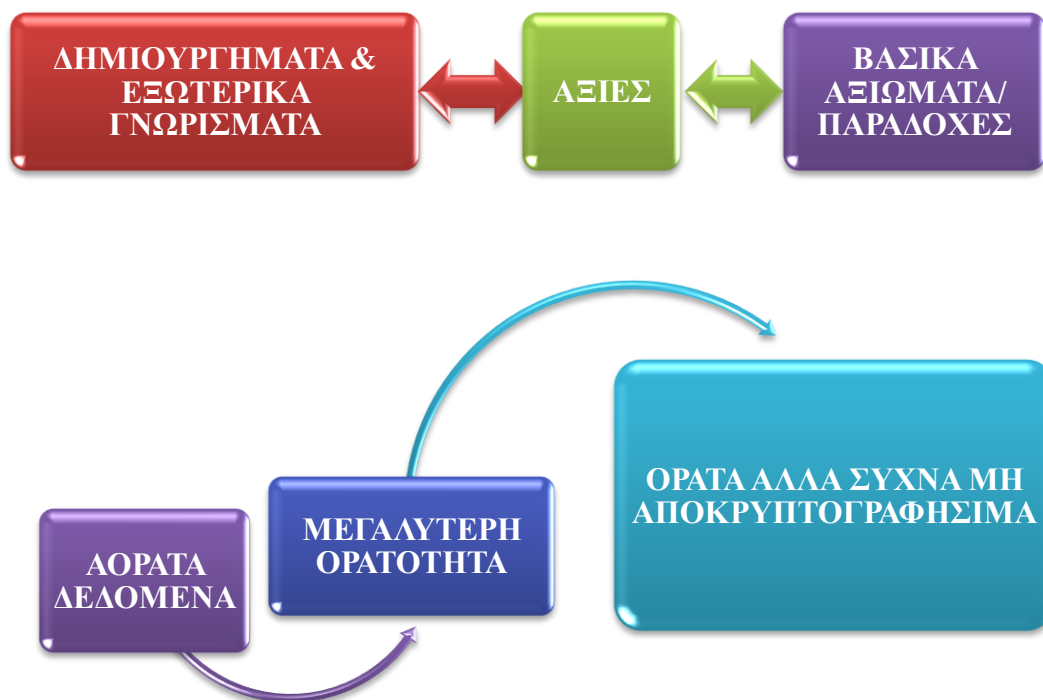 ΔΗΜΙΟΥΡΓΗΜΑΤΑ &
ΕΞΩΤΕΡΙΚΑ
ΓΝΩΡΙΣΜΑΤΑ
ΑΞΙΕΣ
ΒΑΣΙΚΑ
ΑΞΙΩΜΑΤΑ/
ΠΑΡΑΔΟΧΕΣ
ΑΟΡΑΤΑ
ΔΕΔΟΜΕΝΑ
ΜΕΓΑΛΥΤΕΡΗ
ΟΡΑΤΟΤΗΤΑ
ΟΡΑΤΑ ΑΛΛΑ ΣΥΧΝΑ ΜΗ
ΑΠΟΚΡΥΠΤΟΓΡΑΦΗΣΙΜΑ